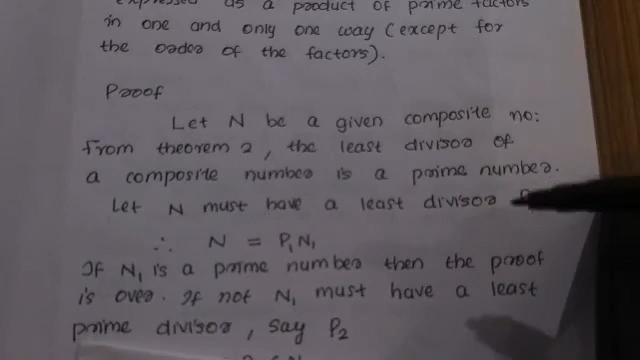 expressed as a product of prime factors
in one and only one way (except for
the order of the factors).
Proof
Let N be a given composite no:
From theorem 2, the least divisor of
a composite number is a prime number.
Let N must have a least divisor
∴ N = P₁N₁
If N₁ is a prime number then the proof
is over. If not N₁ must have a least
prime divisor, say P₂